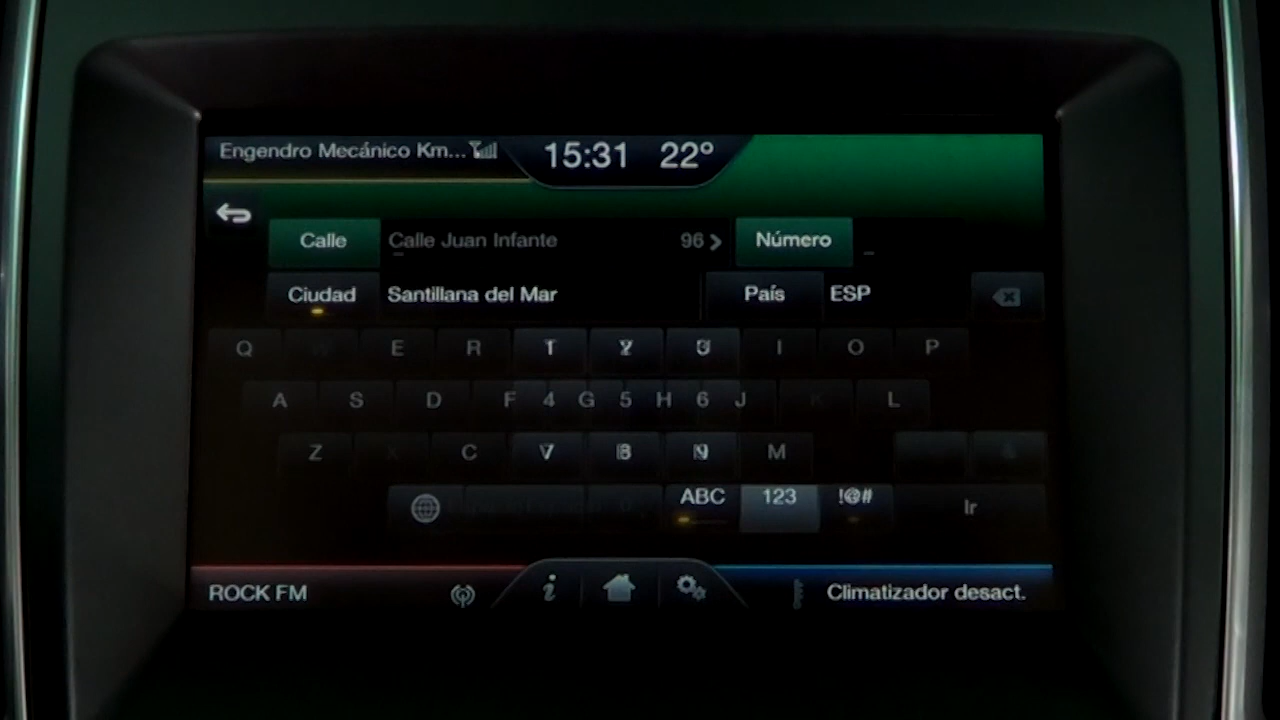 Engendro Mecánico Km... 15:31 22°
Calle Calle Juan Infante 96 > Número _
Ciudad Santillana del Mar País ESP
Q E R I O P
A S D F 4 G 5 H 6 J L
Z C M
ABC 123 !@# Ir
ROCK FM i Climatizador desact.